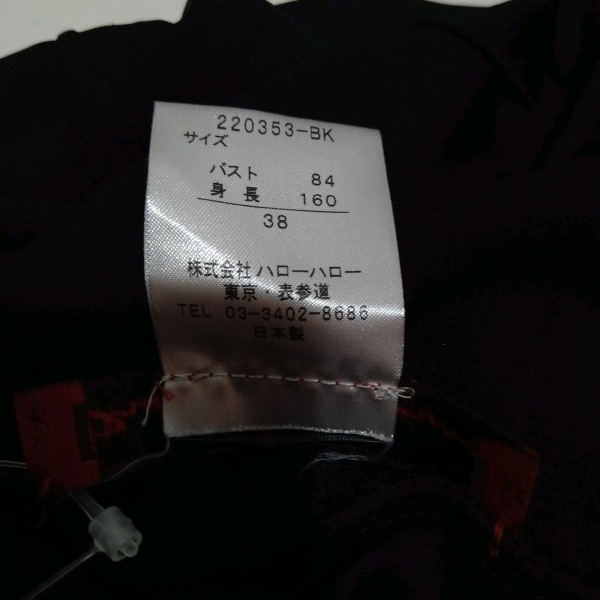 220353-BK
サイズ
バスト 84
身長 160
38
株式会社ハローハロー
東京・表参道
TEL 03-3402-8686
日本製